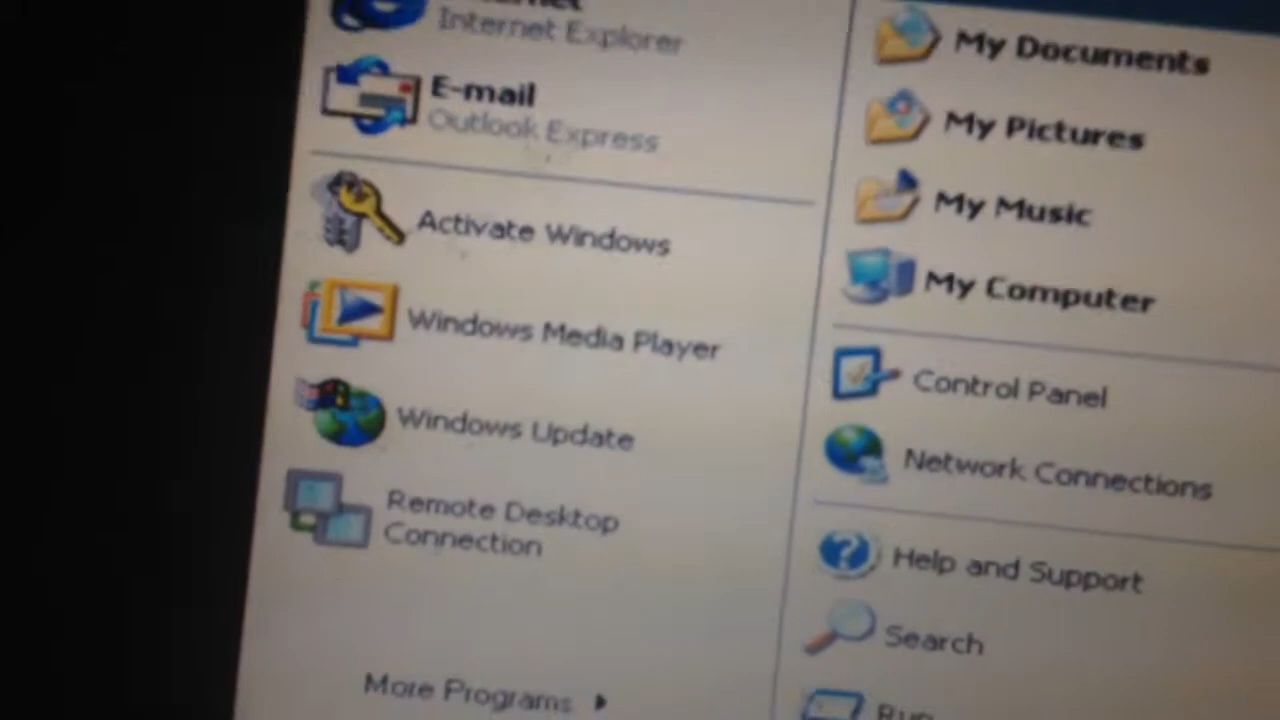 Internet Explorer
E-mail
Outlook Express
Activate Windows
Windows Media Player
Windows Update
Remote Desktop
Connection
More Programs
My Documents
My Pictures
My Music
My Computer
Control Panel
Network Connections
Help and Support
Search